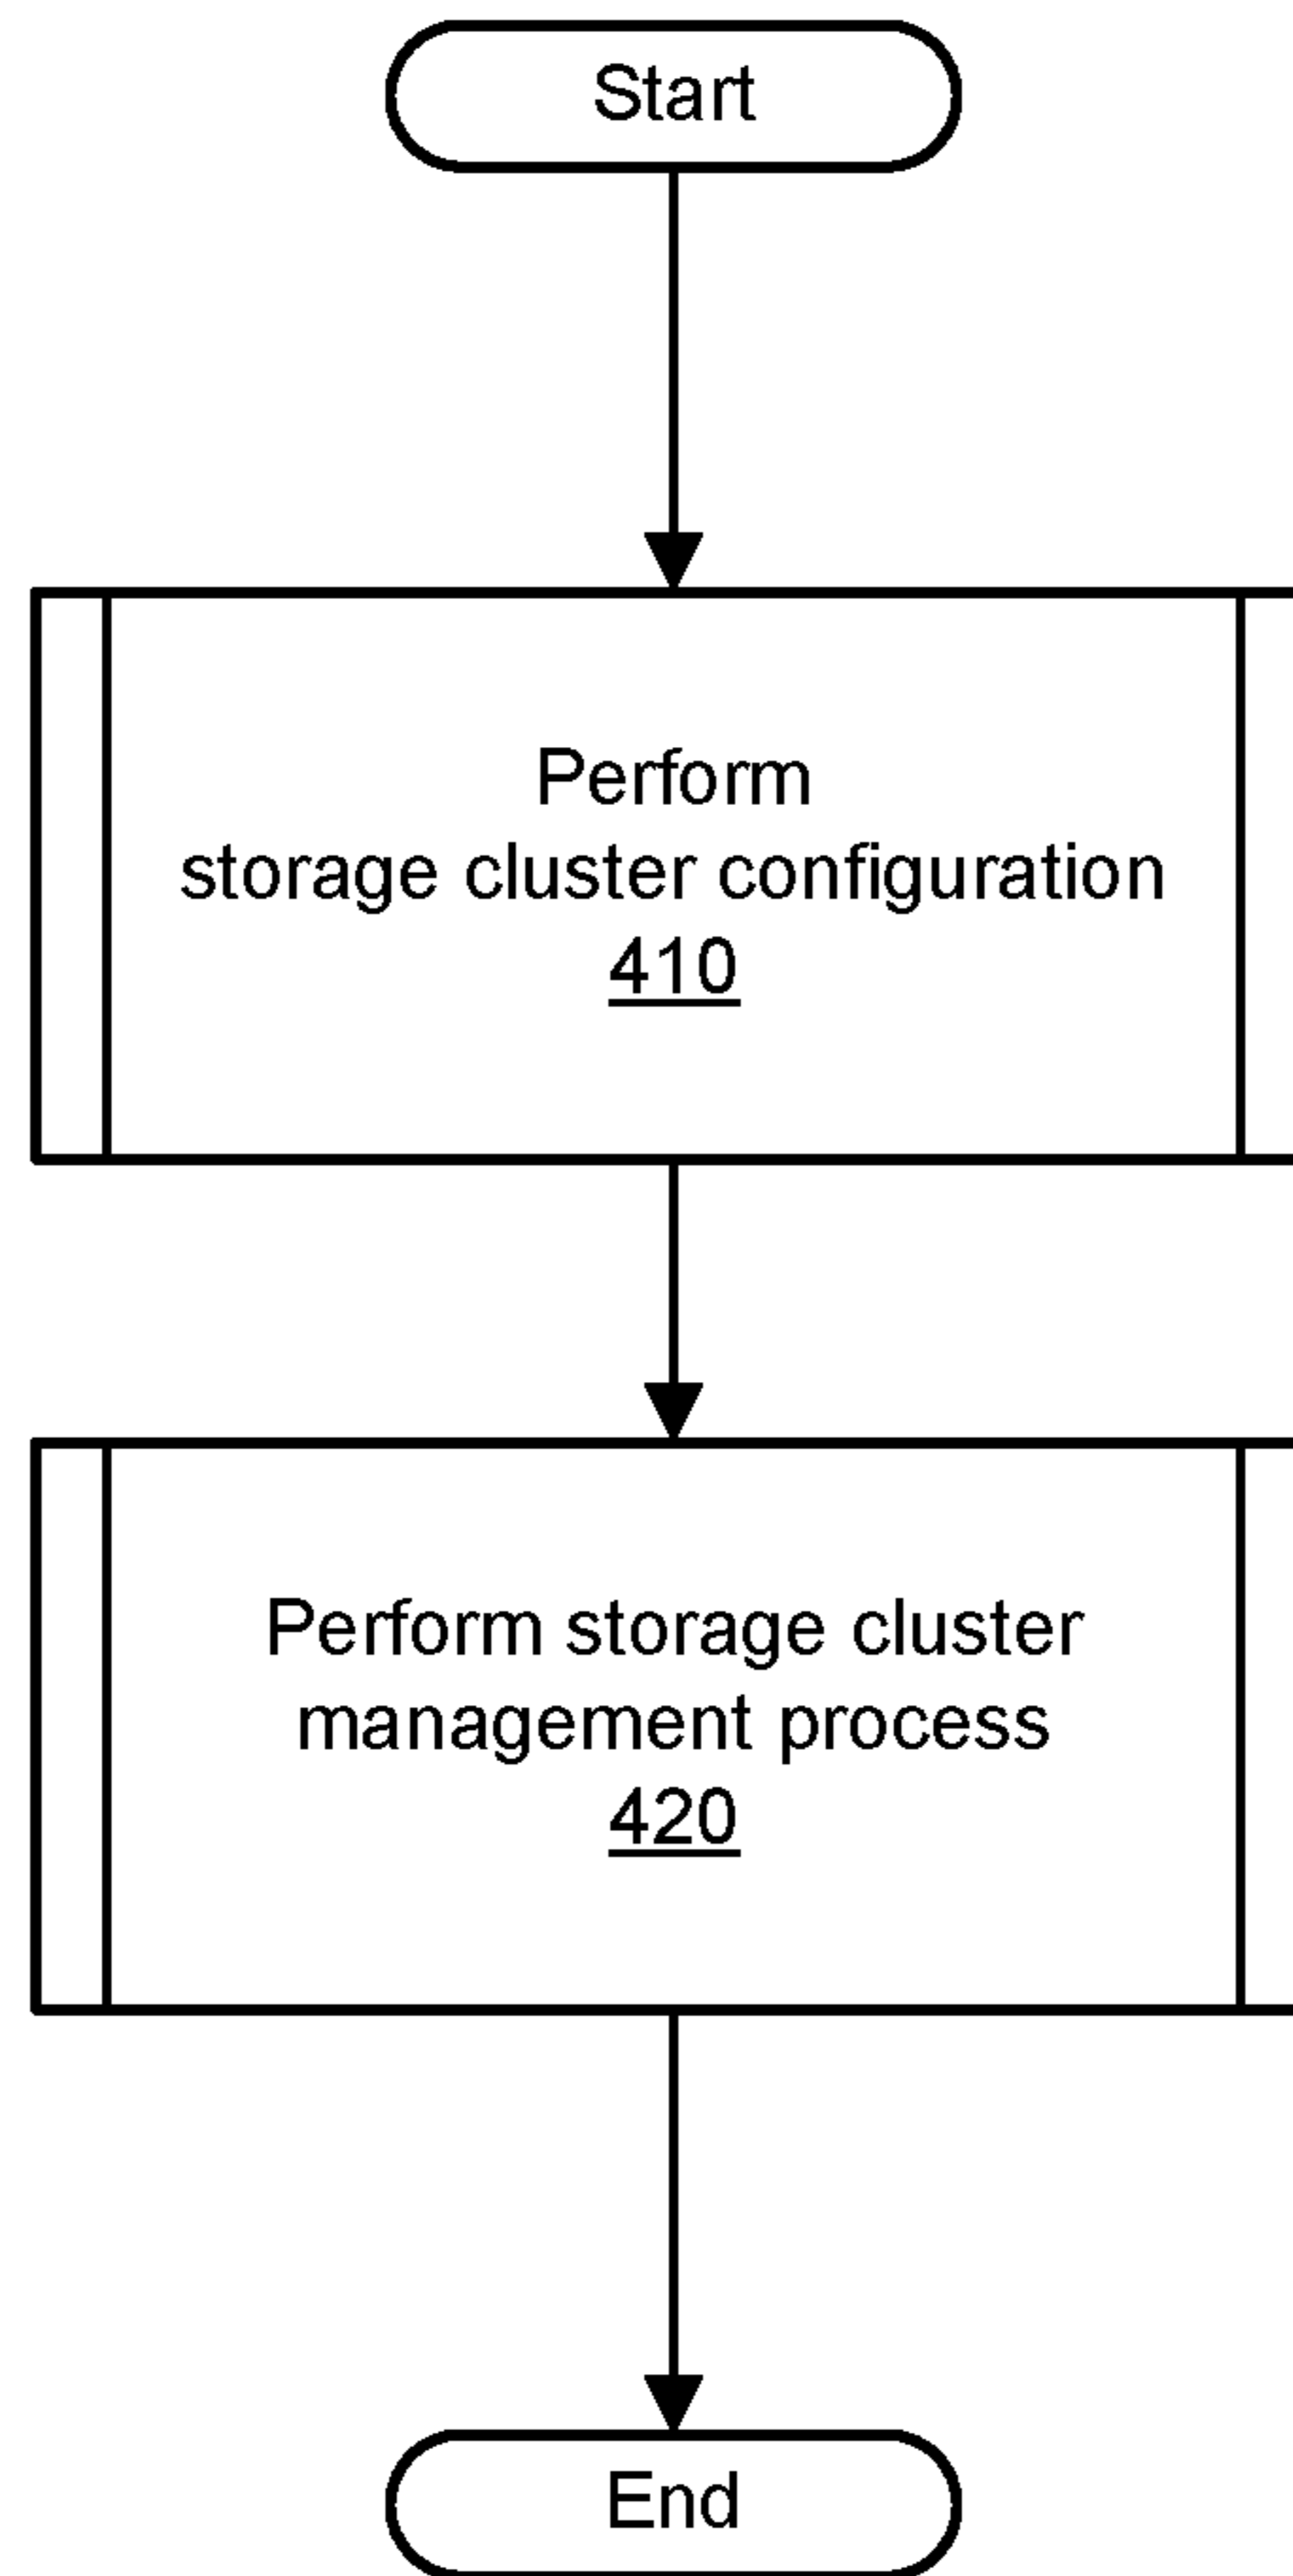 Start
Perform
storage cluster configuration
410
Perform storage cluster
management process
420
End